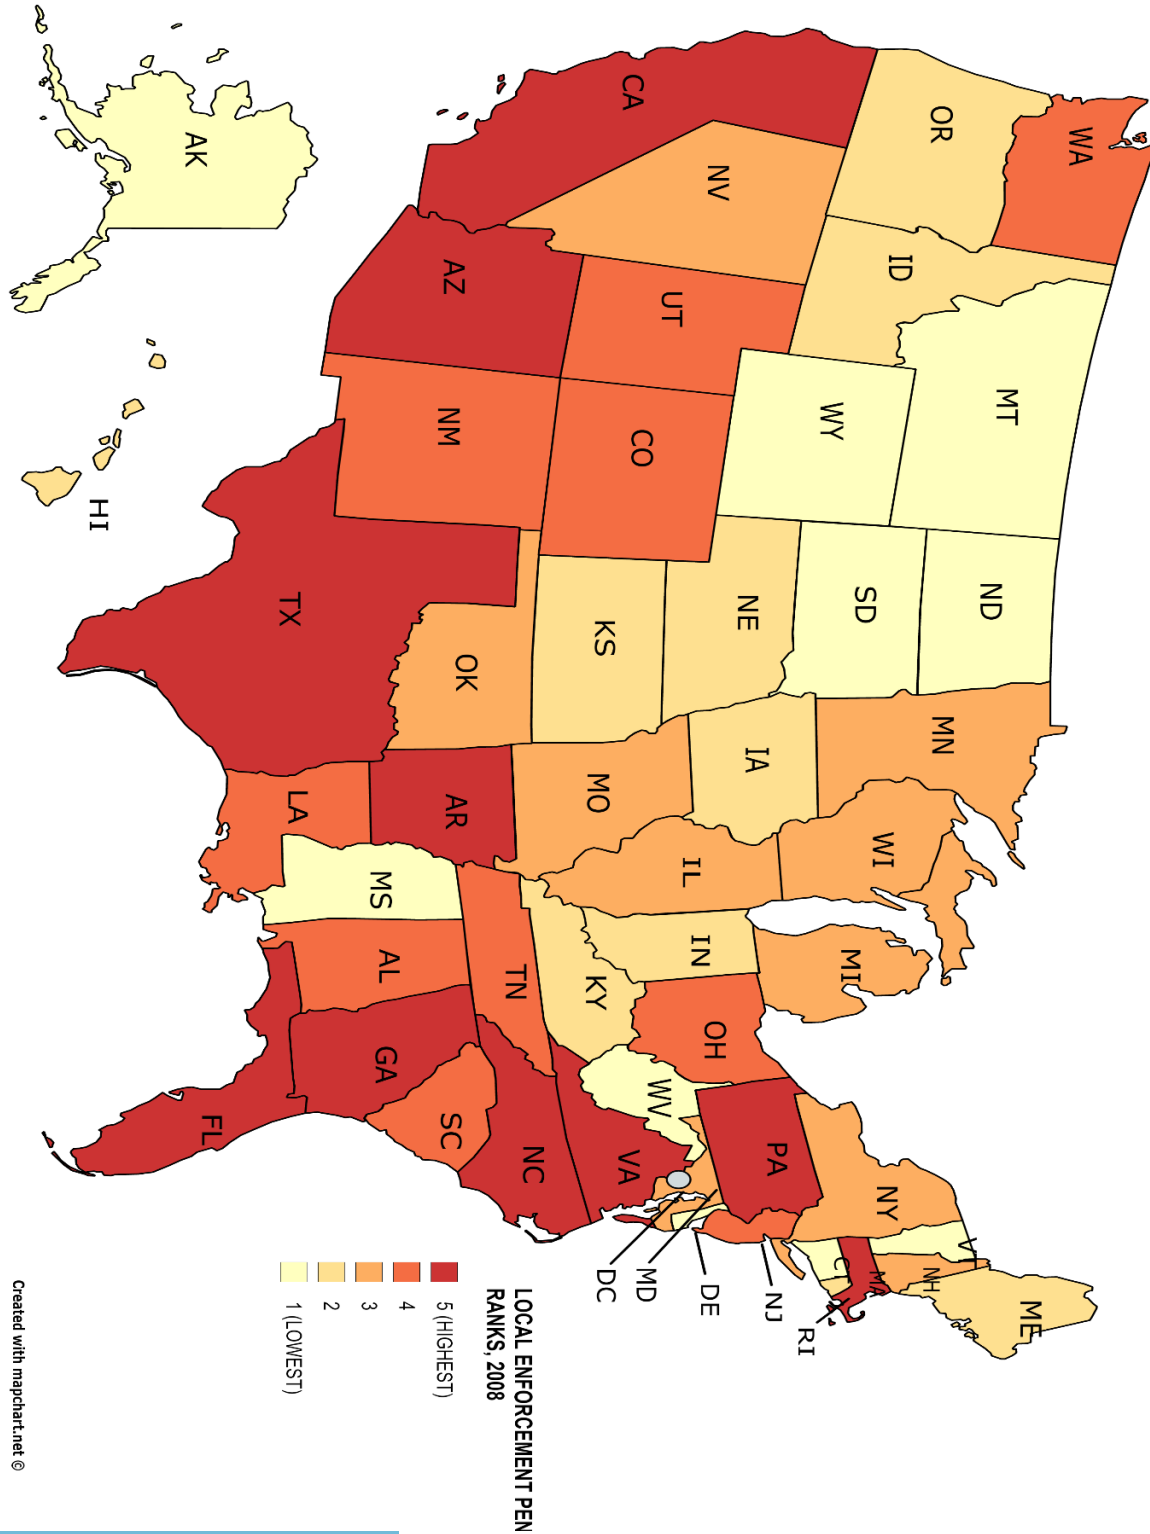 WA
OR
CA
NV
ID
MT
WY
UT
AZ
CO
NM
ND
SD
NE
KS
OK
TX
MN
IA
MO
AR
LA
WI
IL
MS
MI
IN
KY
TN
AL
OH
WV
GA
FL
SC
NC
VA
PA
NY
VT
NH
ME
MA
CT
RI
NJ
DE
MD
DC
AK
HI
LOCAL ENFORCEMENT PEN
RANKS, 2008
5 (HIGHEST)
4
3
2
1 (LOWEST)
Created with mapchart.net ©